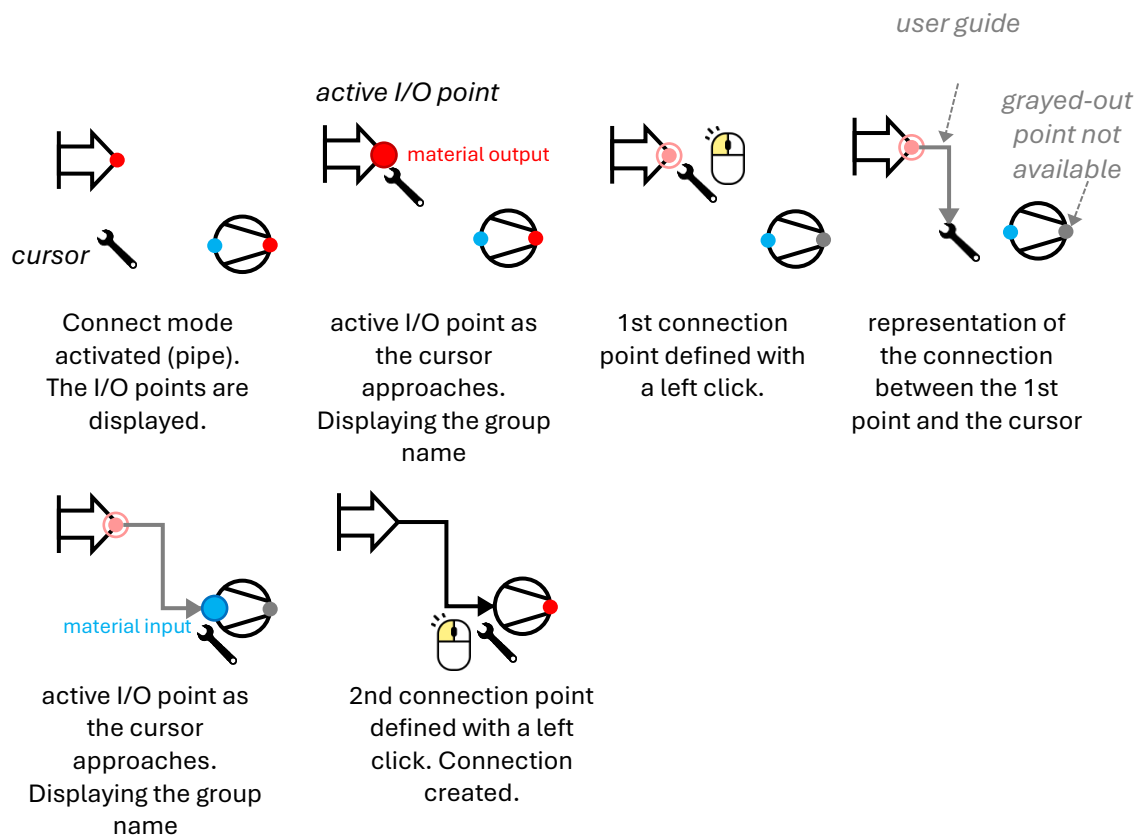 user guide
active I/O point
grayed-out
point not
available
material output
cursor
Connect mode
activated (pipe).
The I/O points are
displayed.
active I/O point as
the cursor
approaches.
Displaying the group
name
1st connection
point defined with
a left click.
representation of
the connection
between the 1st
point and the cursor
material input
active I/O point as
the cursor
approaches.
Displaying the group
name
2nd connection point
defined with a left
click. Connection
created.